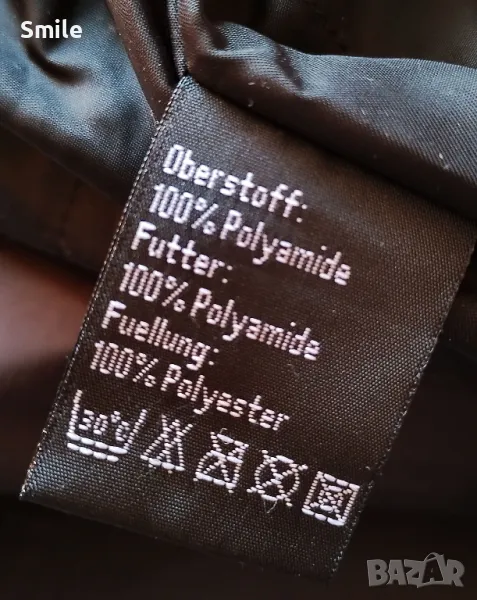 Smile
Oberstoff:
100% Polyamide
Futter:
100% Polyamide
Fuellung:
100% Polyester
30°C
BAZAR